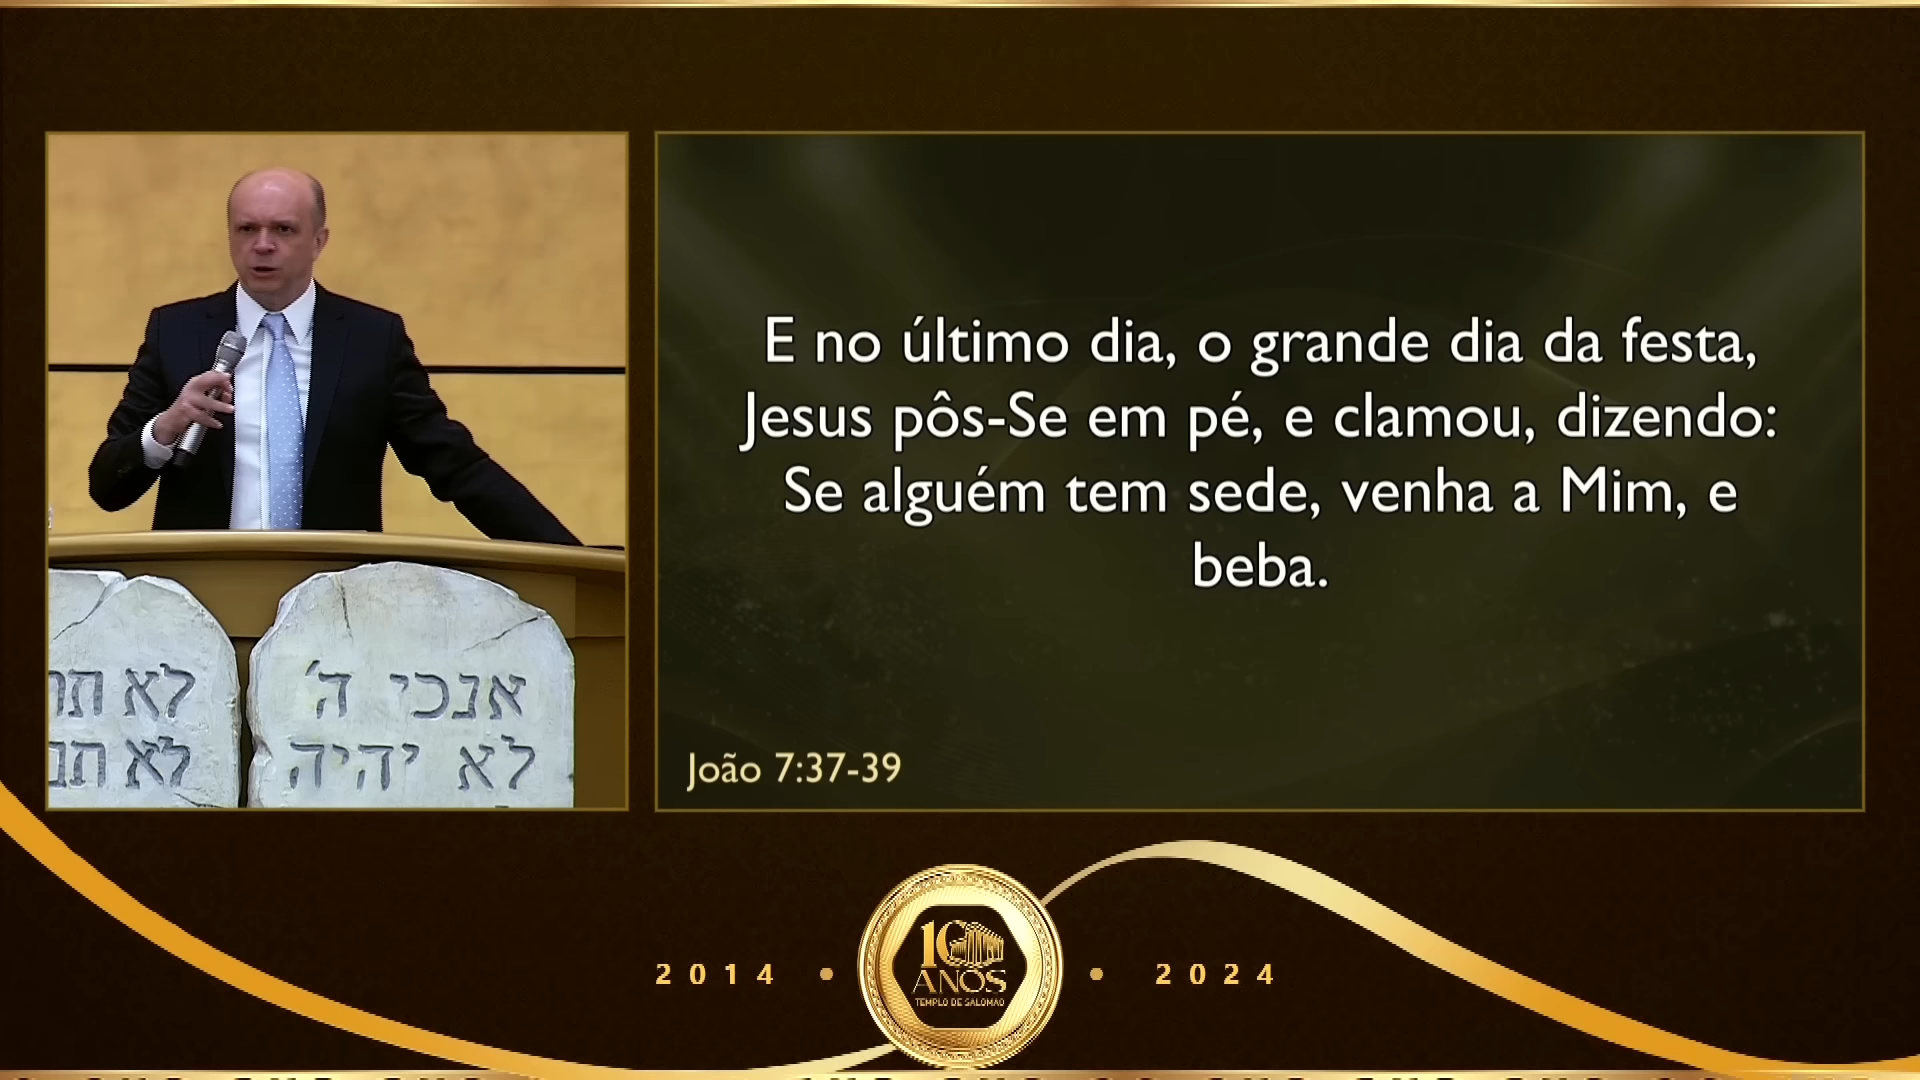 E no último dia, o grande dia da festa,
Jesus pôs-Se em pé, e clamou, dizendo:
Se alguém tem sede, venha a Mim, e
beba.
João 7:37-39
אנכי ה'
לא יהיה
לא
לא
2014 • 10 ANOS • 2024
TEMPLO DE SALOMÃO